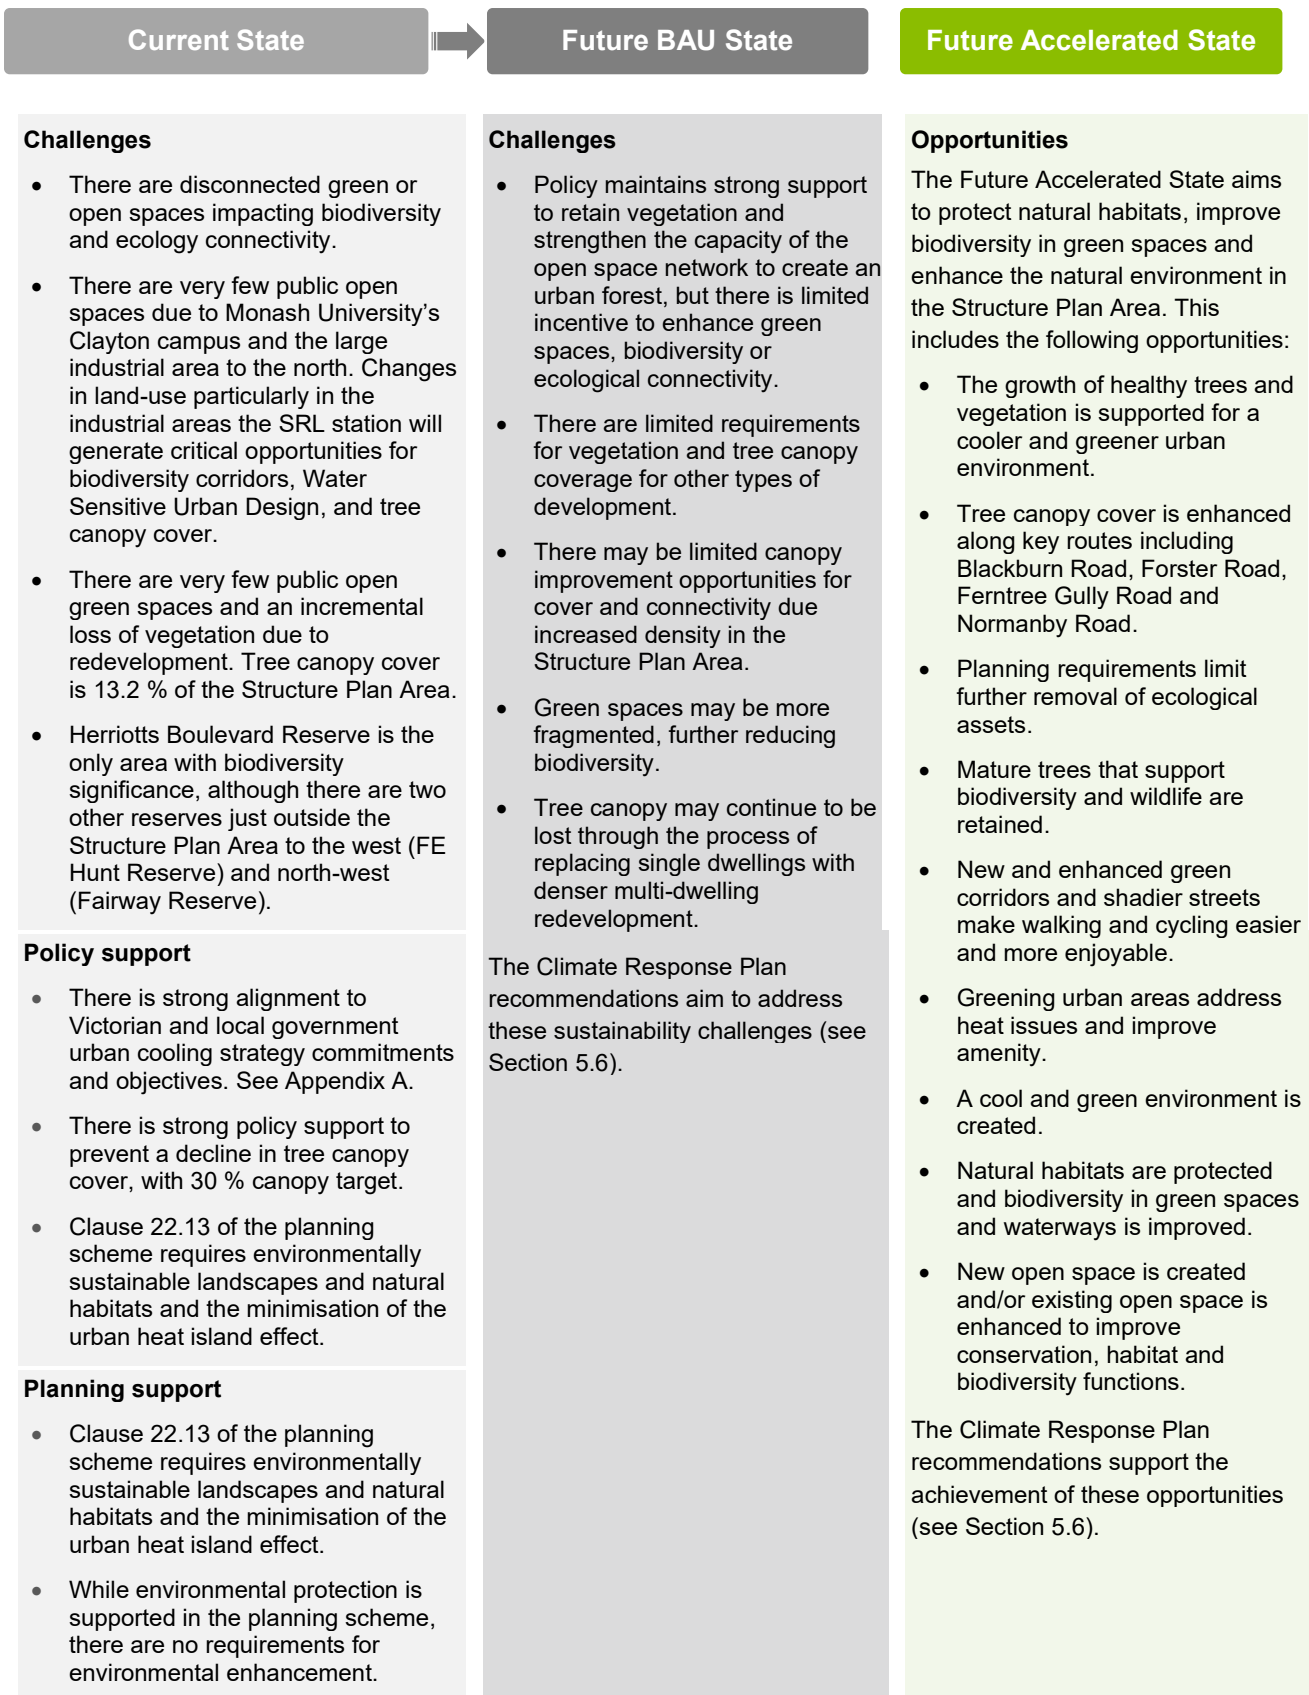 Current State
Future BAU State
Future Accelerated State
Challenges
• There are disconnected green or
open spaces impacting biodiversity
and ecology connectivity.
• There are very few public open
spaces due to Monash University’s
Clayton campus and the large
industrial area to the north. Changes
in land-use particularly in the
industrial areas the SRL station will
generate critical opportunities for
biodiversity corridors, Water
Sensitive Urban Design, and tree
canopy cover.
• There are very few public open
green spaces and an incremental
loss of vegetation due to
redevelopment. Tree canopy cover
is 13.2 % of the Structure Plan Area.
• Herriotts Boulevard Reserve is the
only area with biodiversity
significance, although there are two
other reserves just outside the
Structure Plan Area to the west (FE
Hunt Reserve) and north-west
(Fairway Reserve).
Policy support
• There is strong alignment to
Victorian and local government
urban cooling strategy commitments
and objectives. See Appendix A.
• There is strong policy support to
prevent a decline in tree canopy
cover, with 30 % canopy target.
• Clause 22.13 of the planning
scheme requires environmentally
sustainable landscapes and natural
habitats and the minimisation of the
urban heat island effect.
Planning support
• Clause 22.13 of the planning
scheme requires environmentally
sustainable landscapes and natural
habitats and the minimisation of the
urban heat island effect.
• While environmental protection is
supported in the planning scheme,
there are no requirements for
environmental enhancement.
Challenges
• Policy maintains strong support
to retain vegetation and
strengthen the capacity of the
open space network to create an
urban forest, but there is limited
incentive to enhance green
spaces, biodiversity or
ecological connectivity.
• There are limited requirements
for vegetation and tree canopy
coverage for other types of
development.
• There may be limited canopy
improvement opportunities for
cover and connectivity due
increased density in the
Structure Plan Area.
• Green spaces may be more
fragmented, further reducing
biodiversity.
• Tree canopy may continue to be
lost through the process of
replacing single dwellings with
denser multi-dwelling
redevelopment.
The Climate Response Plan
recommendations aim to address
these sustainability challenges (see
Section 5.6).
Opportunities
The Future Accelerated State aims
to protect natural habitats, improve
biodiversity in green spaces and
enhance the natural environment in
the Structure Plan Area. This
includes the following opportunities:
• The growth of healthy trees and
vegetation is supported for a
cooler and greener urban
environment.
• Tree canopy cover is enhanced
along key routes including
Blackburn Road, Forster Road,
Ferntree Gully Road and
Normanby Road.
• Planning requirements limit
further removal of ecological
assets.
• Mature trees that support
biodiversity and wildlife are
retained.
• New and enhanced green
corridors and shadier streets
make walking and cycling easier
and more enjoyable.
• Greening urban areas address
heat issues and improve
amenity.
• A cool and green environment is
created.
• Natural habitats are protected
and biodiversity in green spaces
and waterways is improved.
• New open space is created
and/or existing open space is
enhanced to improve
conservation, habitat and
biodiversity functions.
The Climate Response Plan
recommendations support the
achievement of these opportunities
(see Section 5.6).